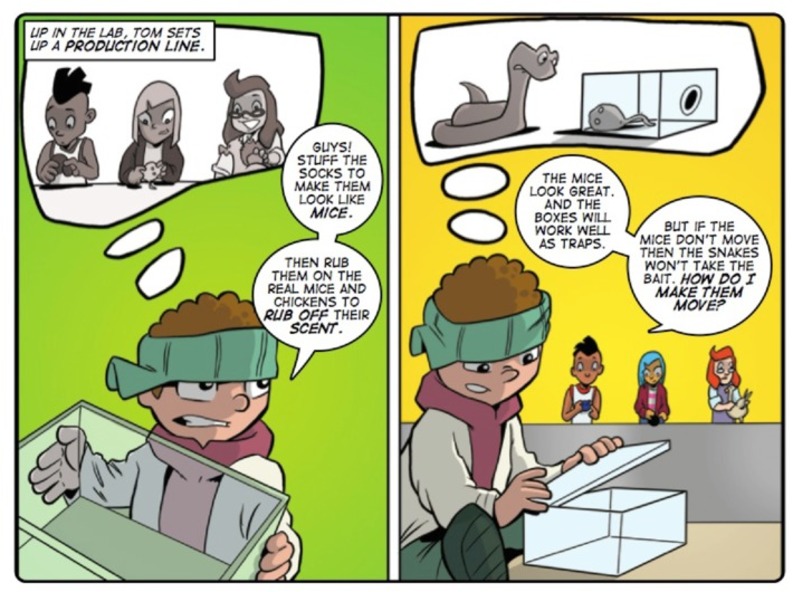 UP IN THE LAB, TOM SETS
UP A PRODUCTION LINE.
GUYS!
STUFF THE
SOCKS TO
MAKE THEM
LOOK LIKE
MICE.
THEN RUB
THEM ON THE
REAL MICE AND
CHICKENS TO
RUB OFF THEIR
SCENT.
THE MICE
LOOK GREAT.
AND THE
BOXES WILL
WORK WELL
AS TRAPS.
BUT IF THE
MICE DON'T MOVE
THEN THE SNAKES
WON'T TAKE THE
BAIT. HOW DO I
MAKE THEM
MOVE?